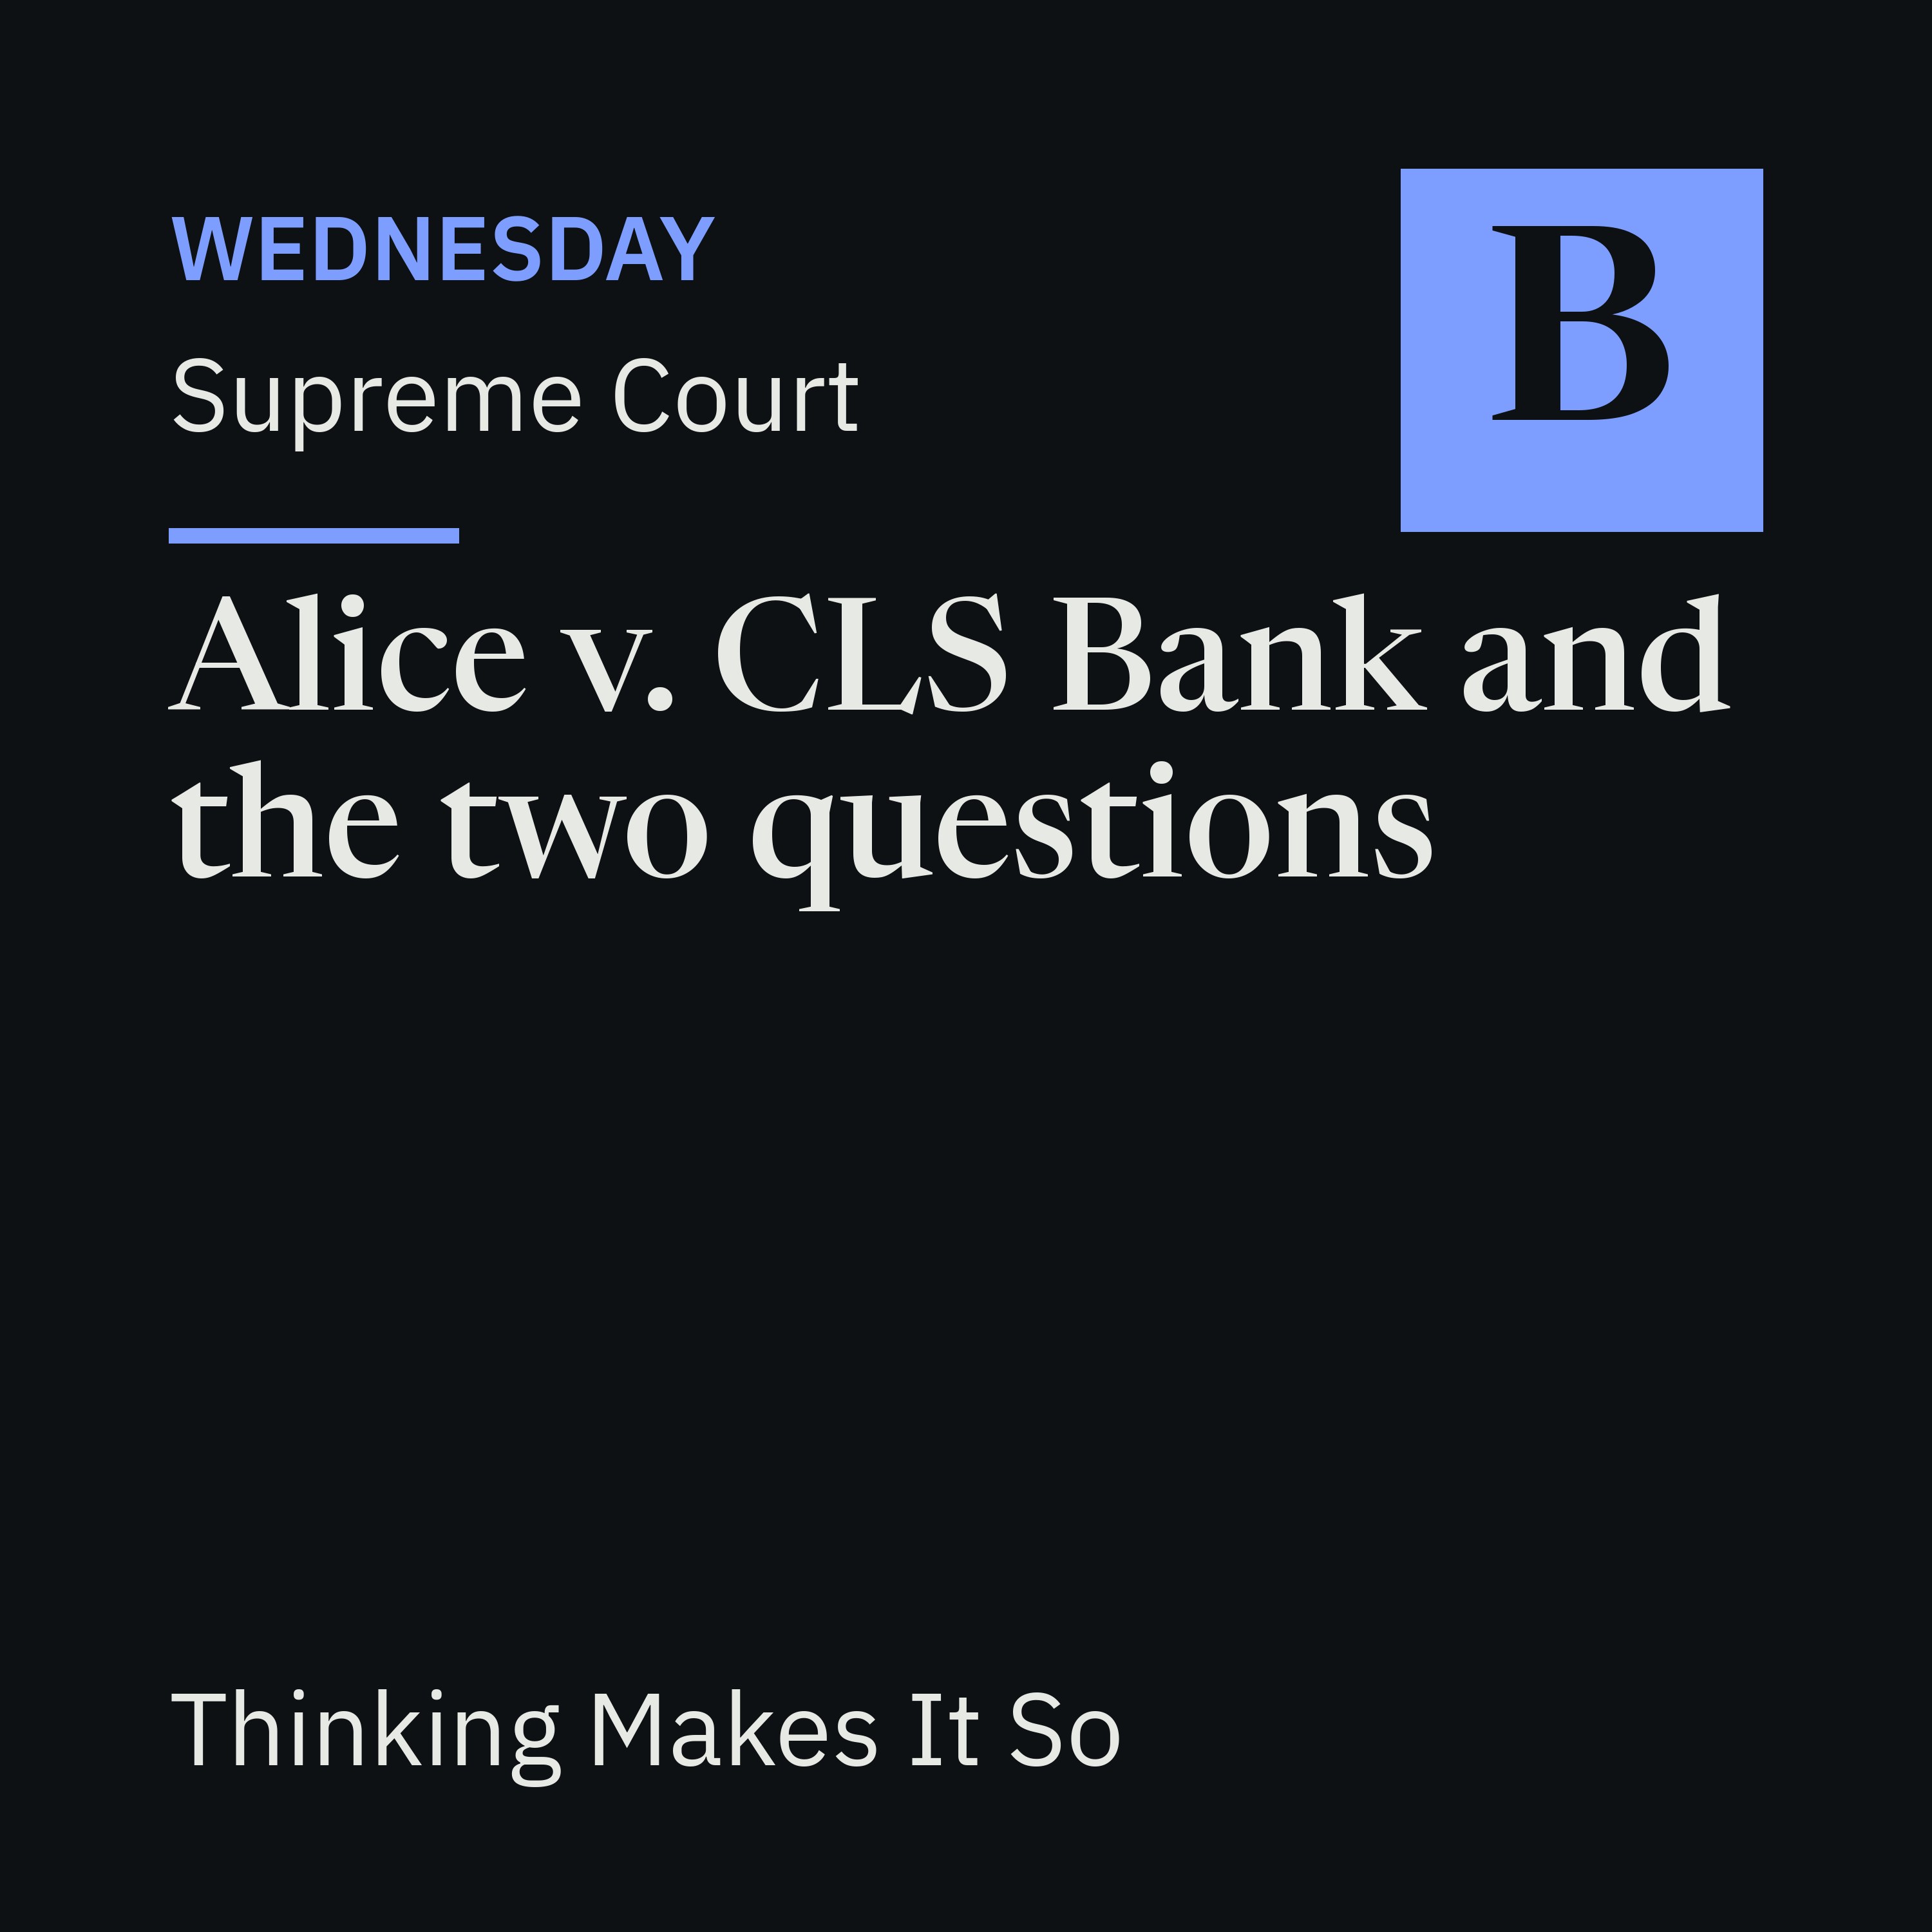 WEDNESDAY
Supreme Court
B
Alice v. CLS Bank and
the two questions
Thinking Makes It So